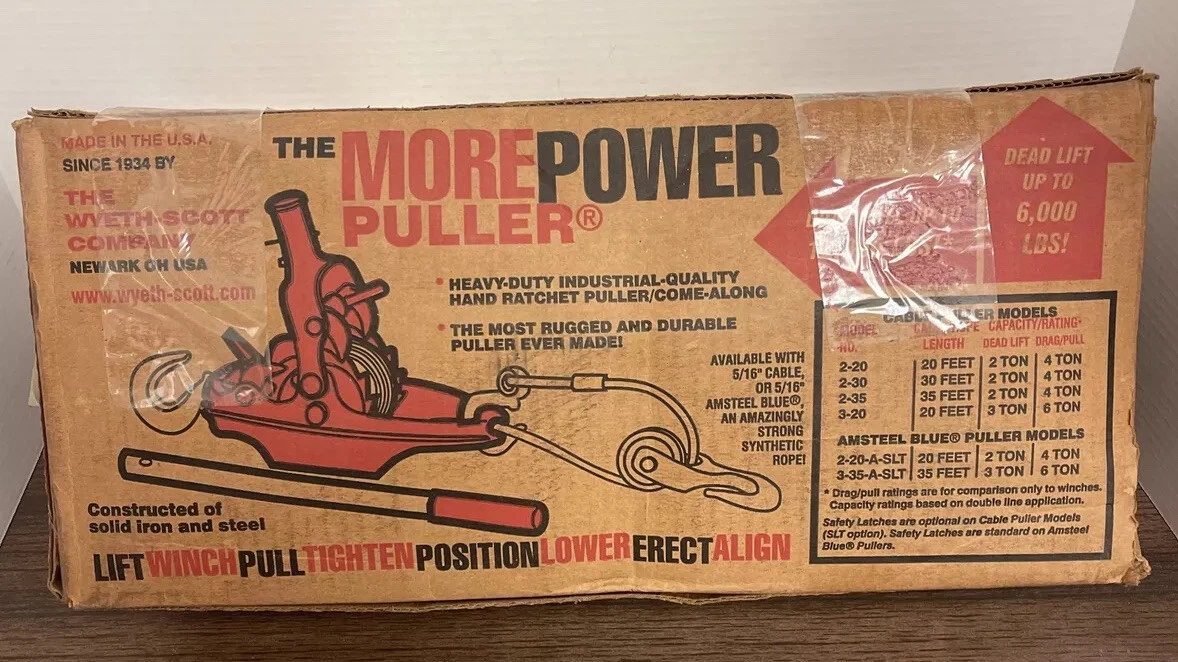 MADE IN THE U.S.A.
SINCE 1934 BY
THE
WYETH-SCOTT
COMPANY
NEWARK OH USA
www.wyeth-scott.com
THE MOREPOWER
PULLER®
• HEAVY-DUTY INDUSTRIAL-QUALITY
HAND RATCHET PULLER/COME-ALONG
• THE MOST RUGGED AND DURABLE
PULLER EVER MADE!
AVAILABLE WITH
5/16" CABLE,
OR 5/16"
AMSTEEL BLUE®,
AN AMAZINGLY
STRONG
SYNTHETIC
ROPE!
Constructed of
solid iron and steel
LIFT WINCH PULL TIGHTEN POSITION LOWER ERECT ALIGN
UP TO
DEAD LIFT
UP TO
6,000
LBS!
CABLE PULLER MODELS
MODEL CAPACITY/RATING*
NO. LENGTH DEAD LIFT DRAG/PULL
2-20 20 FEET 2 TON 4 TON
2-30 30 FEET 2 TON 4 TON
2-35 35 FEET 2 TON 4 TON
3-20 20 FEET 3 TON 6 TON
AMSTEEL BLUE® PULLER MODELS
2-20-A-SLT 20 FEET 2 TON 4 TON
3-35-A-SLT 35 FEET 3 TON 6 TON
* Drag/pull ratings are for comparison only to winches.
Capacity ratings based on double line application.
Safety Latches are optional on Cable Puller Models
(SLT option). Safety Latches are standard on Amsteel
Blue® Pullers.